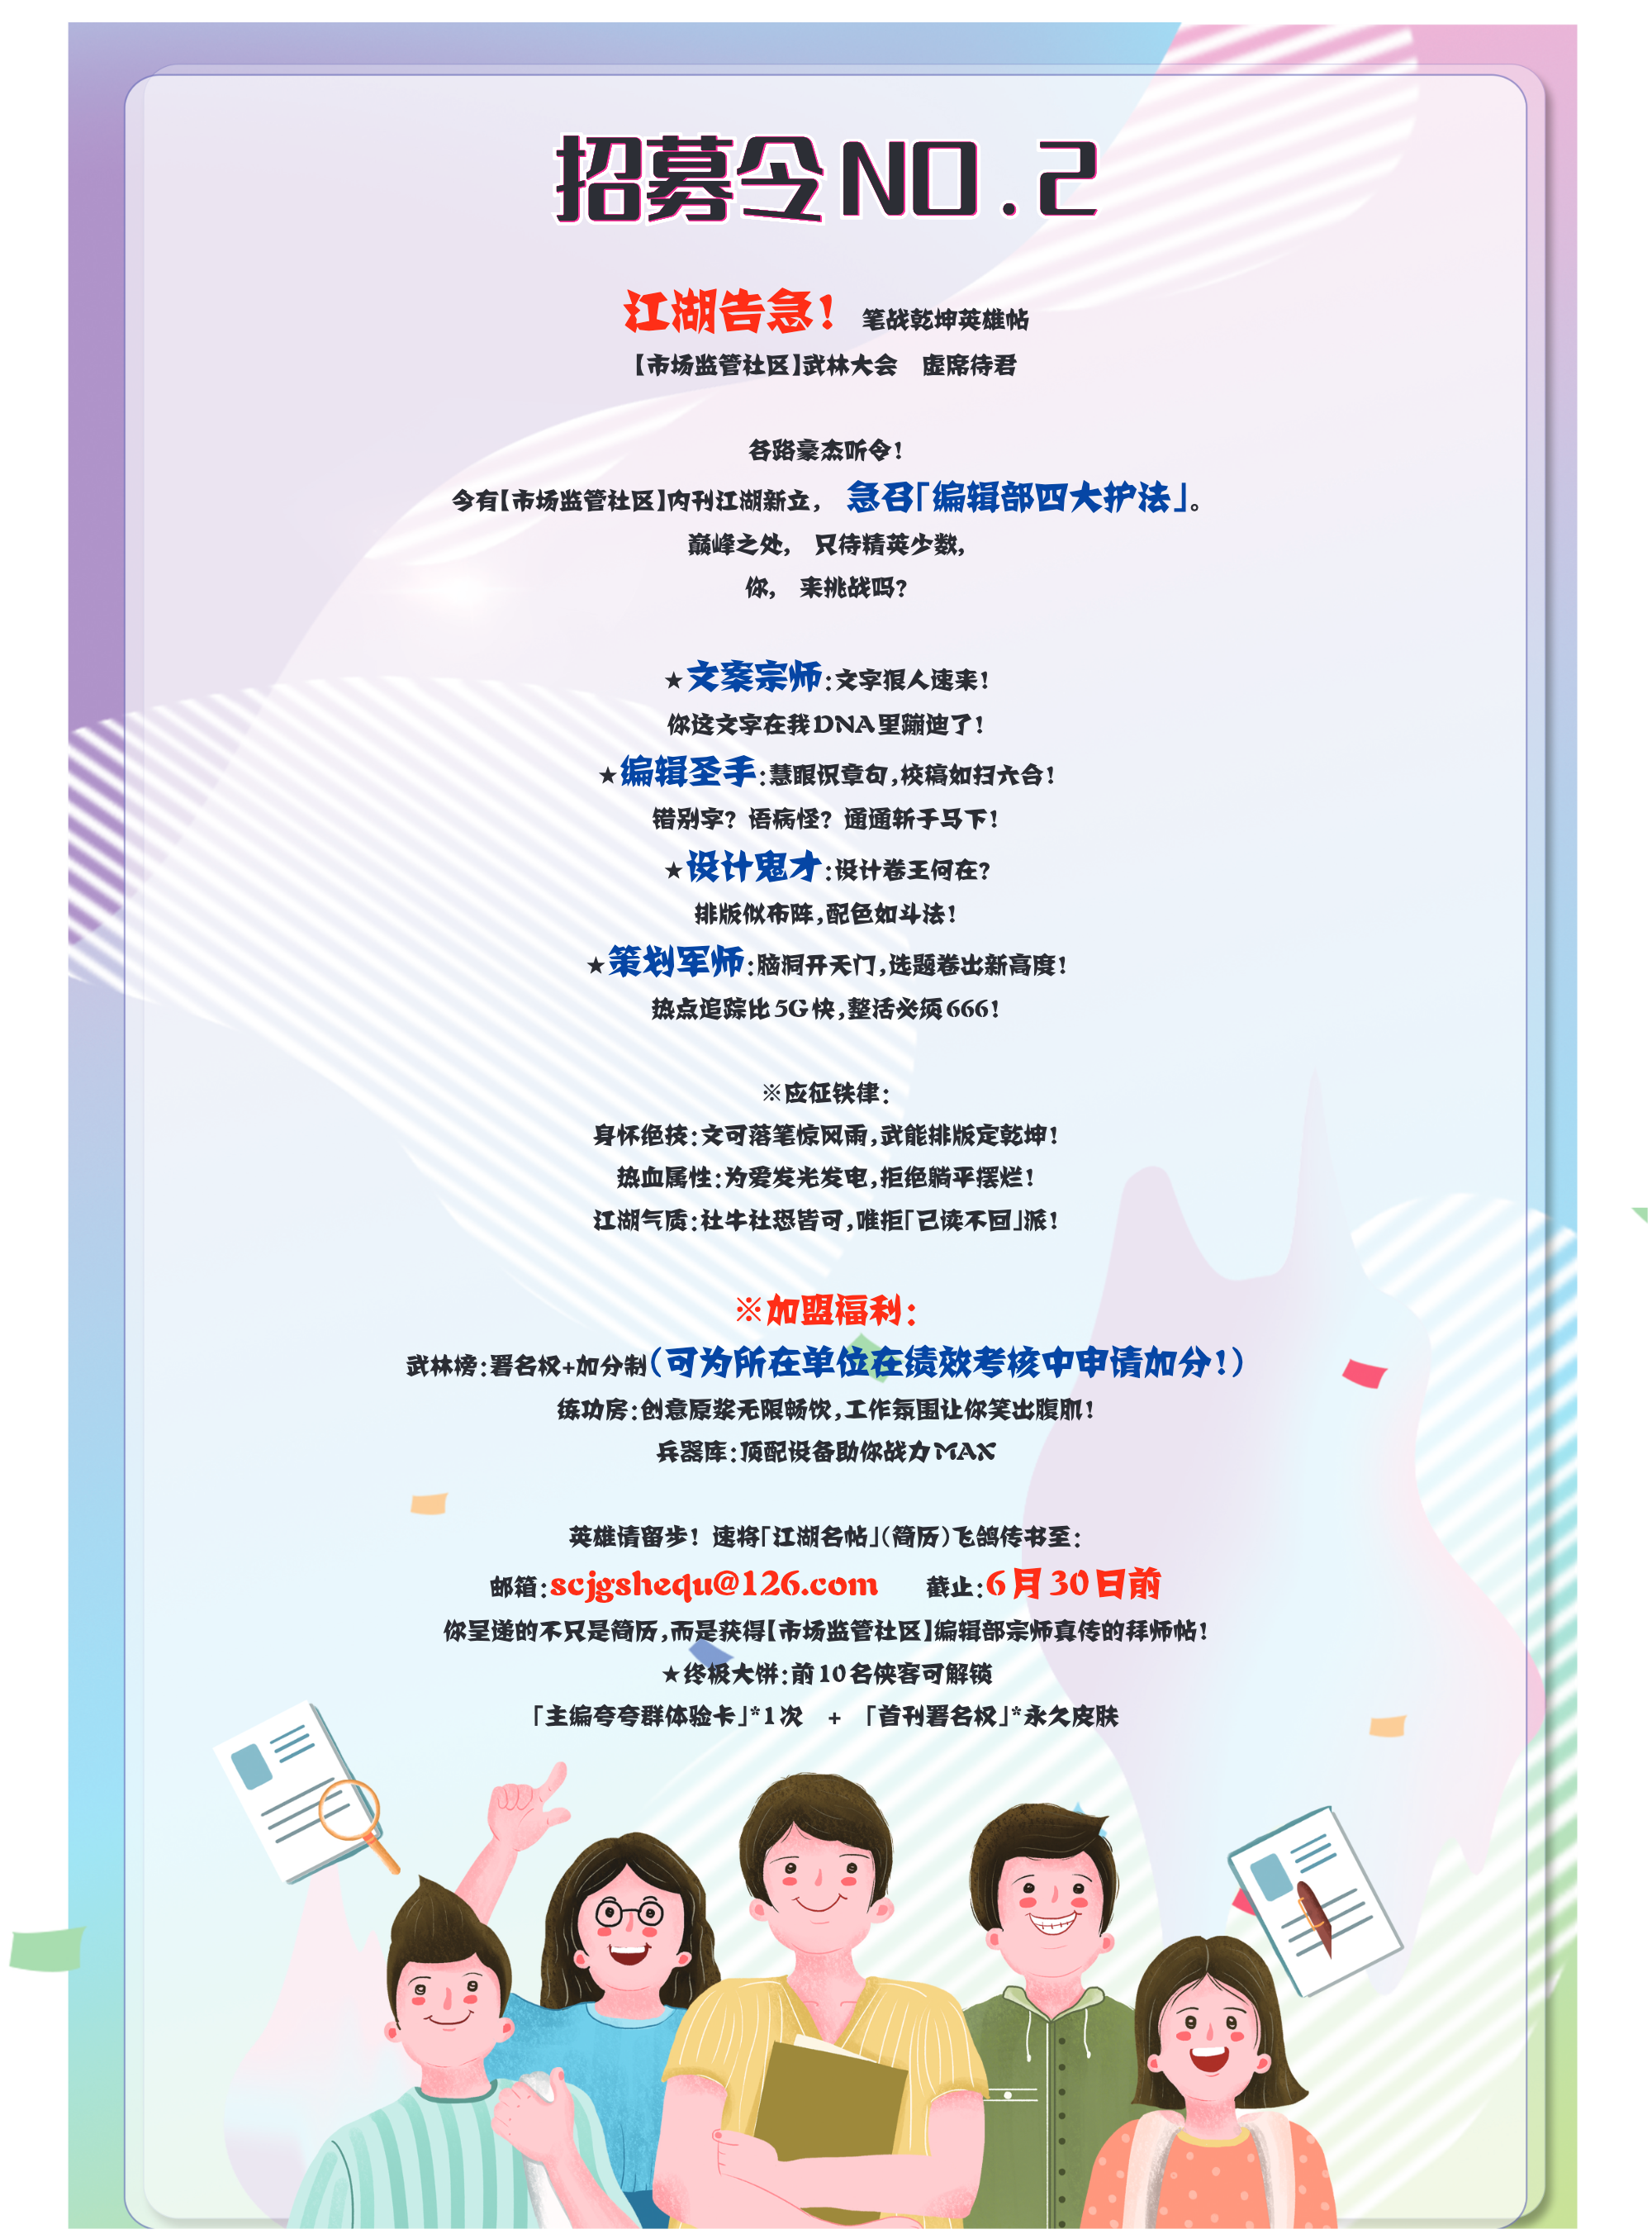 招募令NO.2
江湖告急！ 笔战乾坤英雄帖
【市场监管社区】武林大会 虚席待君
各路豪杰听令！
今有【市场监管社区】内刊江湖新立， 急召「编辑部四大护法」。
巅峰之处， 只待精英少数，
你， 来挑战吗？
★文案宗师：文字狠人速来！
你这文字在我DNA里蹦迪了！
★编辑圣手：慧眼识章句，校稿如扫六合！
错别字？语病怪？通通斩于马下！
★设计鬼才：设计卷王何在？
排版似布阵，配色如斗法！
★策划军师：脑洞开天门，选题卷出新高度！
热点追踪比5G快，整活必须666！
※应征铁律：
身怀绝技：文可落笔惊风雨，武能排版定乾坤！
热血属性：为爱发光发电，拒绝躺平摆烂！
江湖气质：社牛社恐皆可，唯拒「已读不回」派！
※加盟福利：
武林榜：署名权+加分制（可为所在单位在绩效考核中申请加分！）
练功房：创意原浆无限畅饮，工作氛围让你笑出腹肌！
兵器库：顶配设备助你战力MAX
英雄请留步！速将「江湖名帖」（简历）飞鸽传书至：
邮箱：scjgshequ@126.com 截止：6月30日前
你呈递的不只是简历，而是获得【市场监管社区】编辑部宗师真传的拜师帖！
★终极大饼：前10名侠客可解锁
「主编夸夸群体验卡」*1次 + 「首刊署名权」*永久皮肤